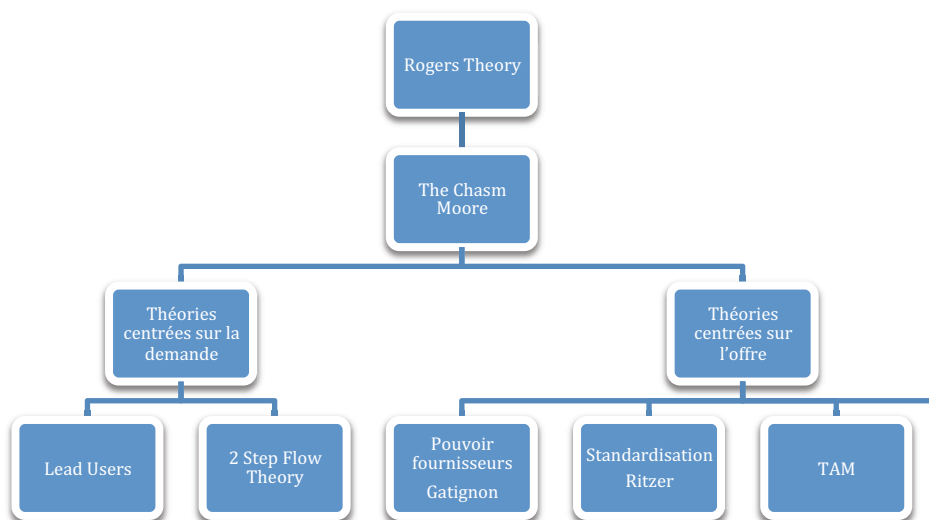 Rogers Theory
The Chasm
Moore
Théories
centrées sur la
demande
Théories
centrées sur
l’offre
Lead Users
2 Step Flow
Theory
Pouvoir
fournisseurs
Gatignon
Standardisation
Ritzer
TAM